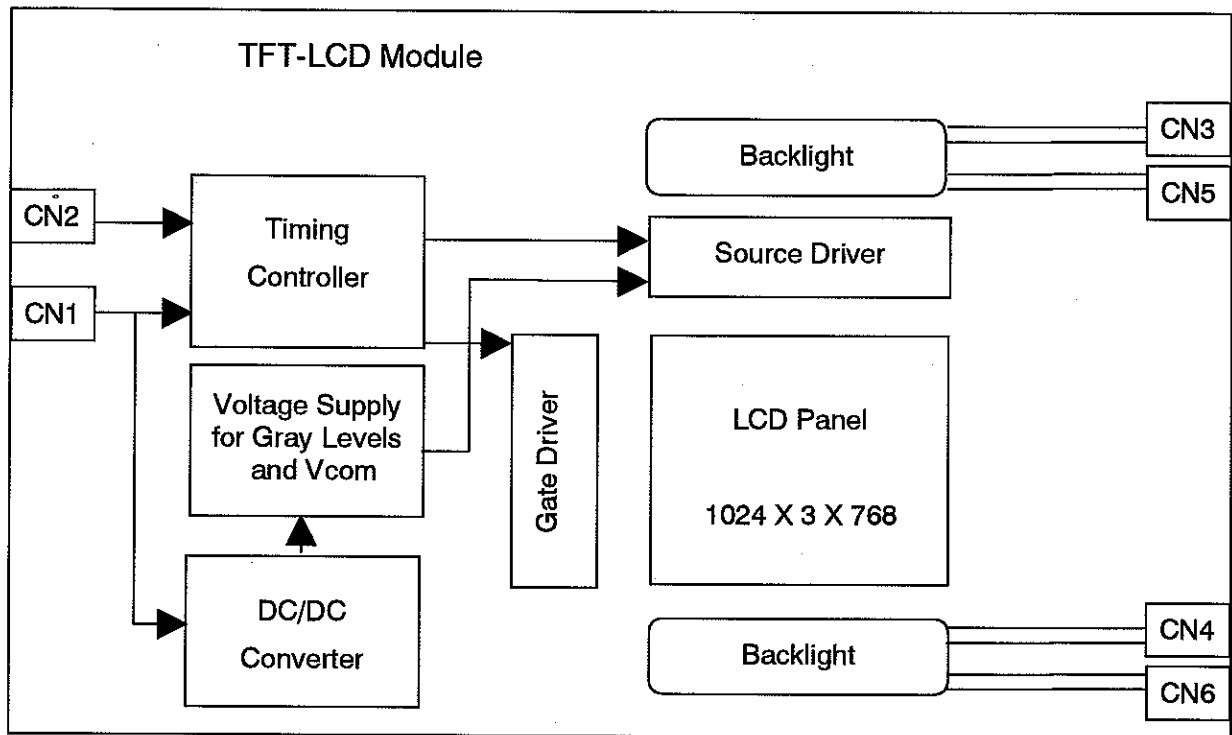 TFT-LCD Module
CN3
Backlight
CN5
CN2
Timing
Controller
Source Driver
CN1
Voltage Supply
for Gray Levels
and Vcom
Gate Driver
LCD Panel
1024 X 3 X 768
DC/DC
Converter
CN4
Backlight
CN6